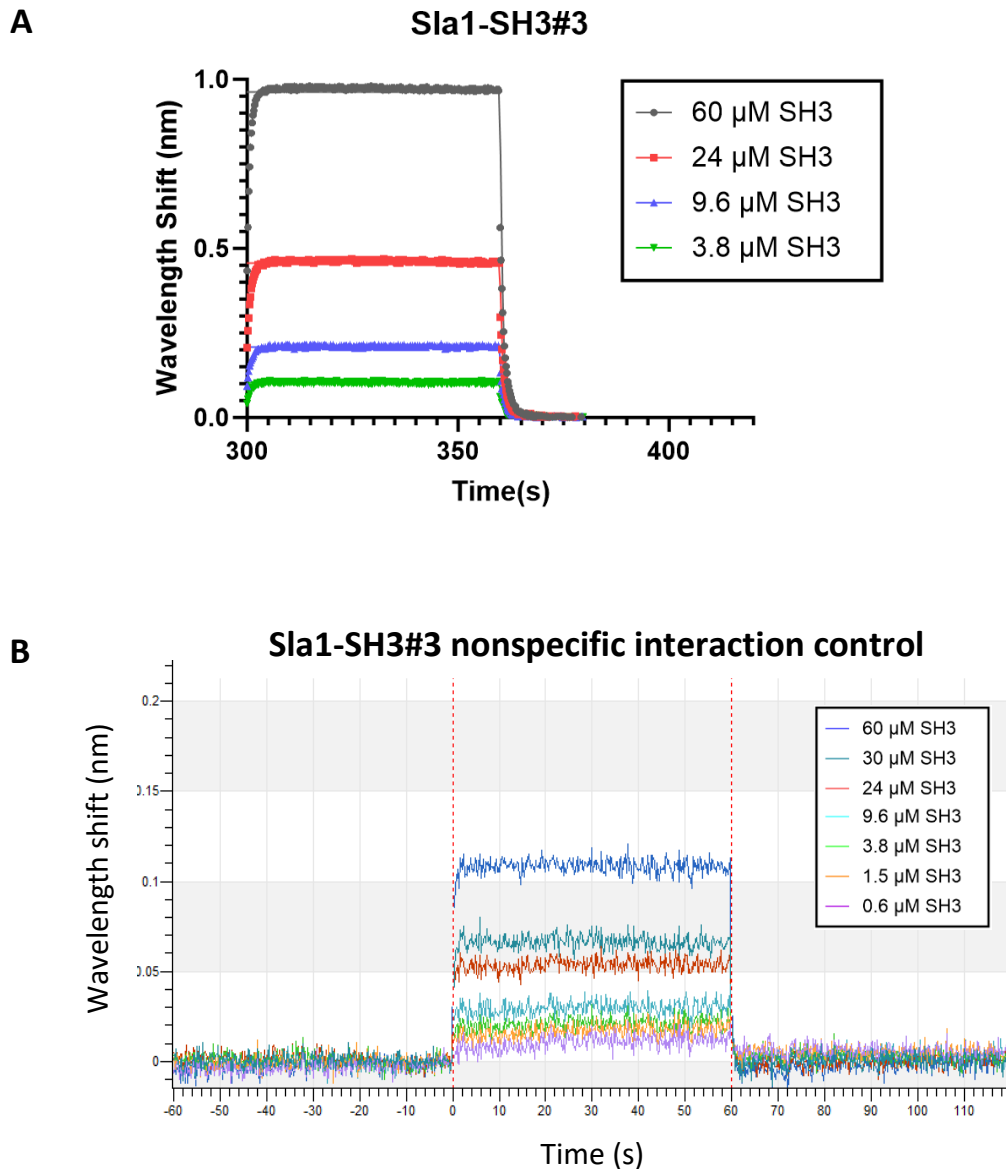 A
Sla1-SH3#3
Wavelength Shift (nm)
1.0
0.5
0.0
300
350
400
Time(s)
60 µM SH3
24 µM SH3
9.6 µM SH3
3.8 µM SH3
B
Sla1-SH3#3 nonspecific interaction control
Wavelength shift (nm)
0.2
0.15
0.1
0.05
0
-60
-50
-40
-30
-20
-10
0
10
20
30
40
50
60
70
80
90
100
110
Time (s)
60 µM SH3
30 µM SH3
24 µM SH3
9.6 µM SH3
3.8 µM SH3
1.5 µM SH3
0.6 µM SH3